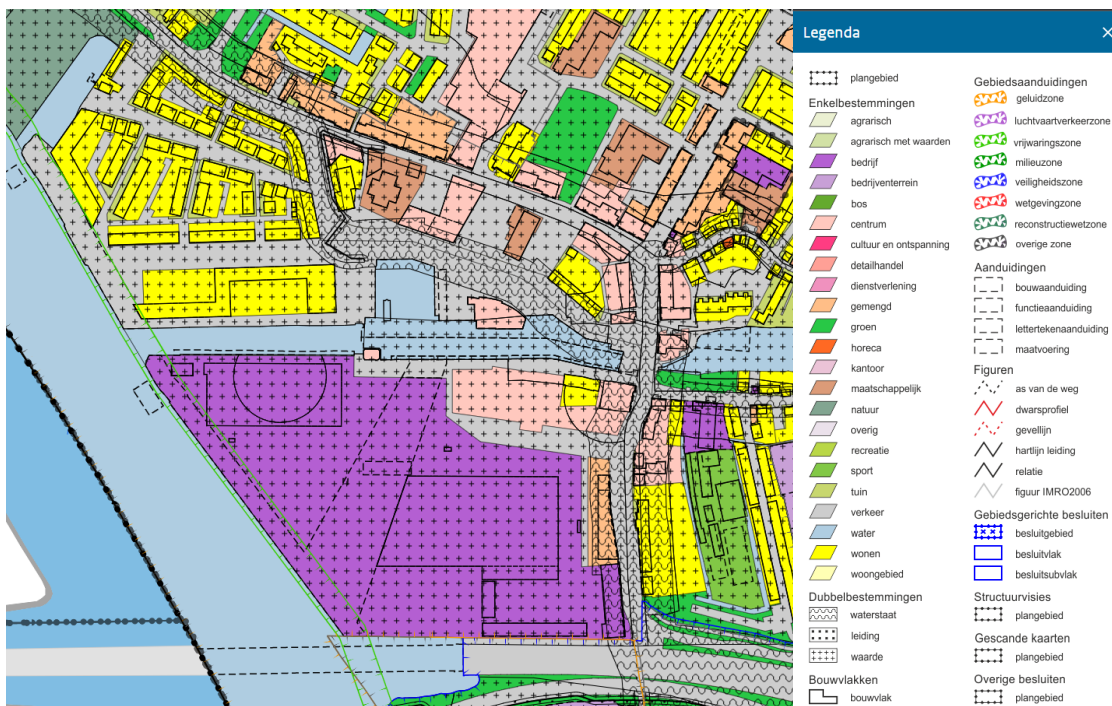 Legenda
plangebied
Enkelbestemmingen
agrarisch
agrarisch met waarden
bedrijf
bedrijventerrein
bos
centrum
cultuur en ontspanning
detailhandel
dienstverlening
gemengd
groen
horeca
kantoor
maatschappelijk
natuur
overig
recreatie
sport
tuin
verkeer
water
wonen
woongebied
Dubbelbestemmingen
waterstaat
leiding
waarde
Bouwvlakken
bouwvlak
Gebiedsaanduidingen
geluidzone
luchtvaartverkeerzone
vrijwaringszone
milieuzone
veiligheidszone
wetgevingzone
reconstructiewetzone
overige zone
Aanduidingen
bouwaanduiding
functieaanduiding
lettertekenaanduiding
maatvoering
Figuren
as van de weg
dwarsprofiel
gevellijn
hartlijn leiding
relatie
figuur IMRO2006
Gebiedsgerichte besluiten
besluitgebied
besluitvlak
besluitsubvlak
Structuurvisies
plangebied
Gescande kaarten
plangebied
Overige besluiten
plangebied